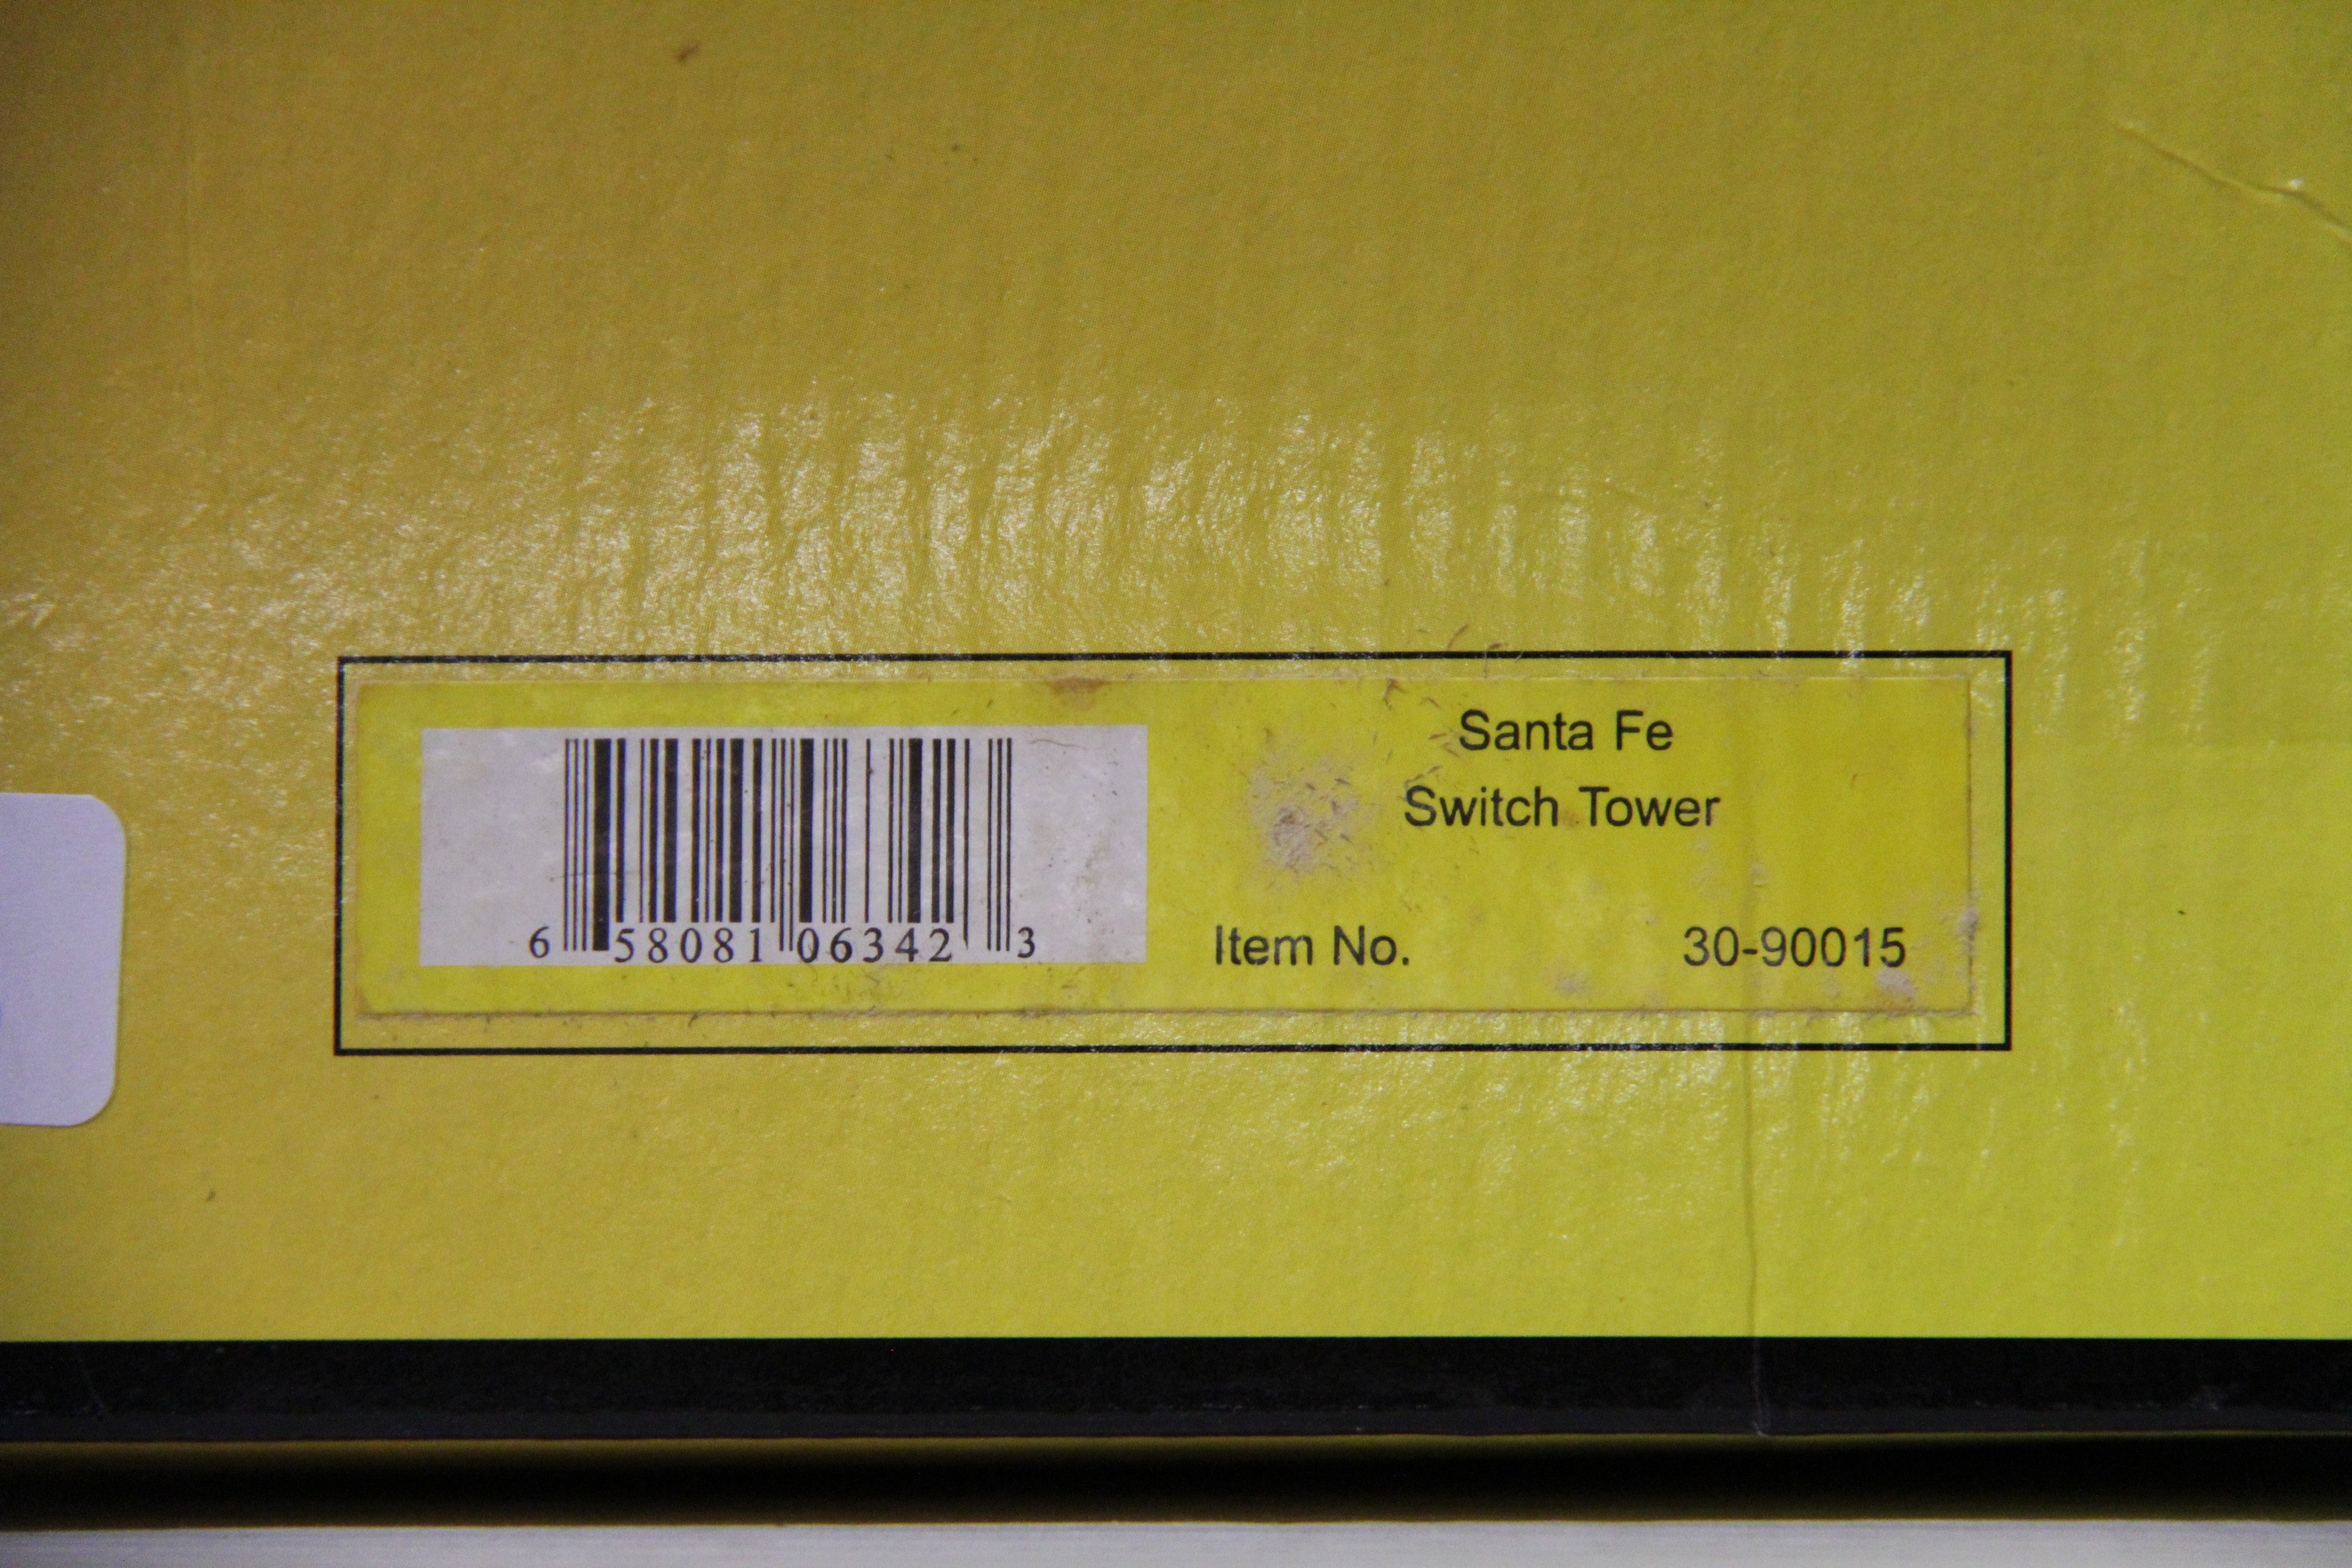 Santa Fe
Switch Tower
Item No. 30-90015
6 58081 06342 3